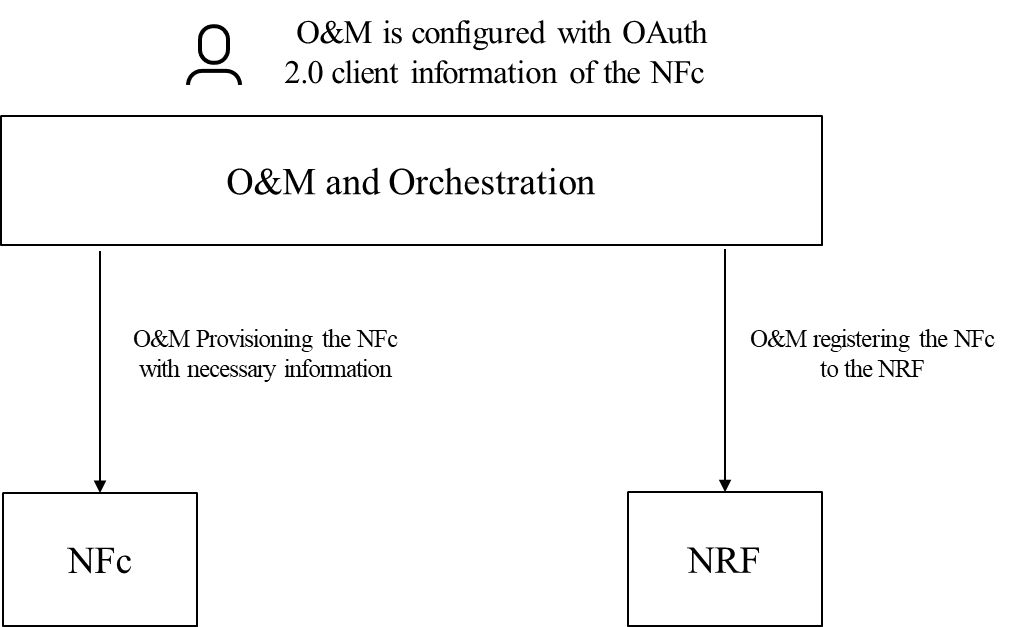 O&M is configured with OAuth
2.0 client information of the NFc
O&M and Orchestration
O&M Provisioning the NFc
with necessary information
O&M registering the NFc
to the NRF
NFc
NRF